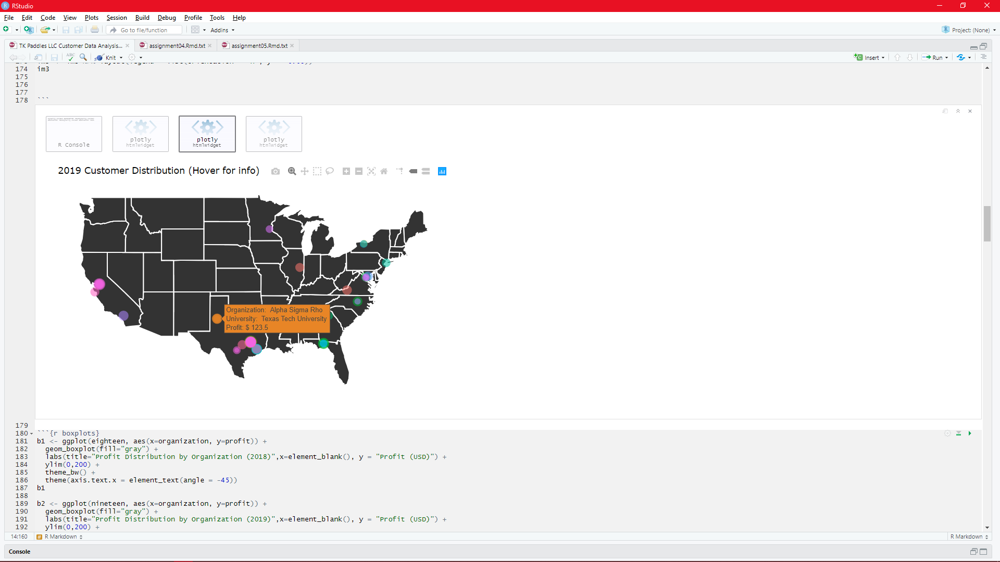 RStudio
File Edit Code View Plots Session Build Debug Profile Tools Help
Go to file/function Addins Project: (None)
TK Paddles LLC Customer Data Analysis... assignment04.Rmd.txt assignment05.Rmd.txt
ABC Knit Insert Run
174 im3
175
176
177
178 ```
R Console
plotly
htmlwidget
plotly
htmlwidget
plotly
htmlwidget
2019 Customer Distribution (Hover for info)
Organization: Alpha Sigma Rho
University: Texas Tech University
Profit: $ 123.5
179
180 ```{r boxplots}
181 b1 <- ggplot(eighteen, aes(x=organization, y=profit)) +
182 geom_boxplot(fill="gray") +
183 labs(title="Profit Distribution by Organization (2018)",x=element_blank(), y = "Profit (USD)") +
184 ylim(0,200) +
185 theme_bw() +
186 theme(axis.text.x = element_text(angle = -45))
187 b1
188
189 b2 <- ggplot(nineteen, aes(x=organization, y=profit)) +
190 geom_boxplot(fill="gray") +
191 labs(title="Profit Distribution by Organization (2019)",x=element_blank(), y = "Profit (USD)") +
192 ylim(0,200) +
14:160 # R Markdown R Markdown
Console